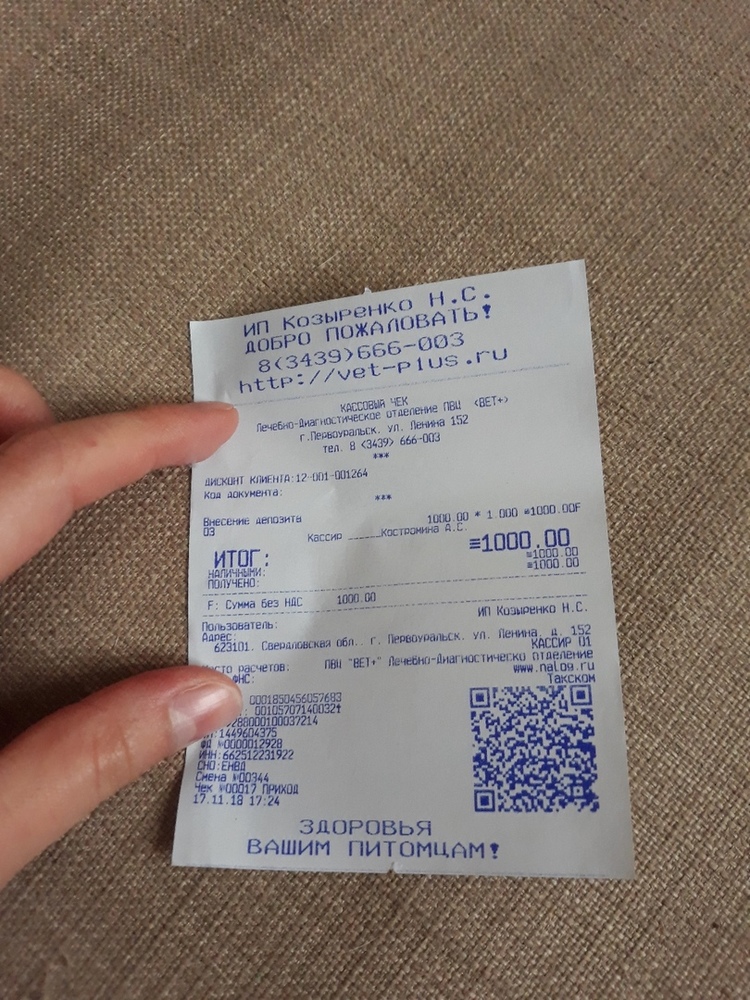 ИП Козыренко Н.С.
ДОБРО ПОЖАЛОВАТЬ!
8(3439)666-003
http://vet-plus.ru
КАССОВЫЙ ЧЕК
Лечебно-Диагностическое отделение ПВЦ <ВЕТ+>
г.Первоуральск. ул. Ленина 152
тел. 8 <3439> 666-003
***
ДИСКОНТ КЛИЕНТА:12-001-001264
Код документа:
***
Внесение депозита 1000.00 * 1.000 ≡1000.00F
03
Кассир ______Костромина А.С.
ИТОГ: ≡1000.00
НАЛИЧНЫМИ: ≡1000.00
ПОЛУЧЕНО: ≡1000.00
F: Сумма без НДС 1000.00
Пользователь: ИП Козыренко Н.С.
Адрес:
623101. Свердловская обл.. г. Первоуральск. ул. Ленина. д. 152
КАССИР 01
расчетов: ПВЦ "ВЕТ+" Лечебно-Диагностическо отделение
ФНС: www.nalog.ru
Такском
0001850456057683
00105707140032
9288000100037214
:1449604375
ФД №0000012928
ИНН:662512231922
СНО:ЕНВД
Смена №00344
Чек №00017 ПРИХОД
17.11.18 17:24
ЗДОРОВЬЯ
ВАШИМ ПИТОМЦАМ!